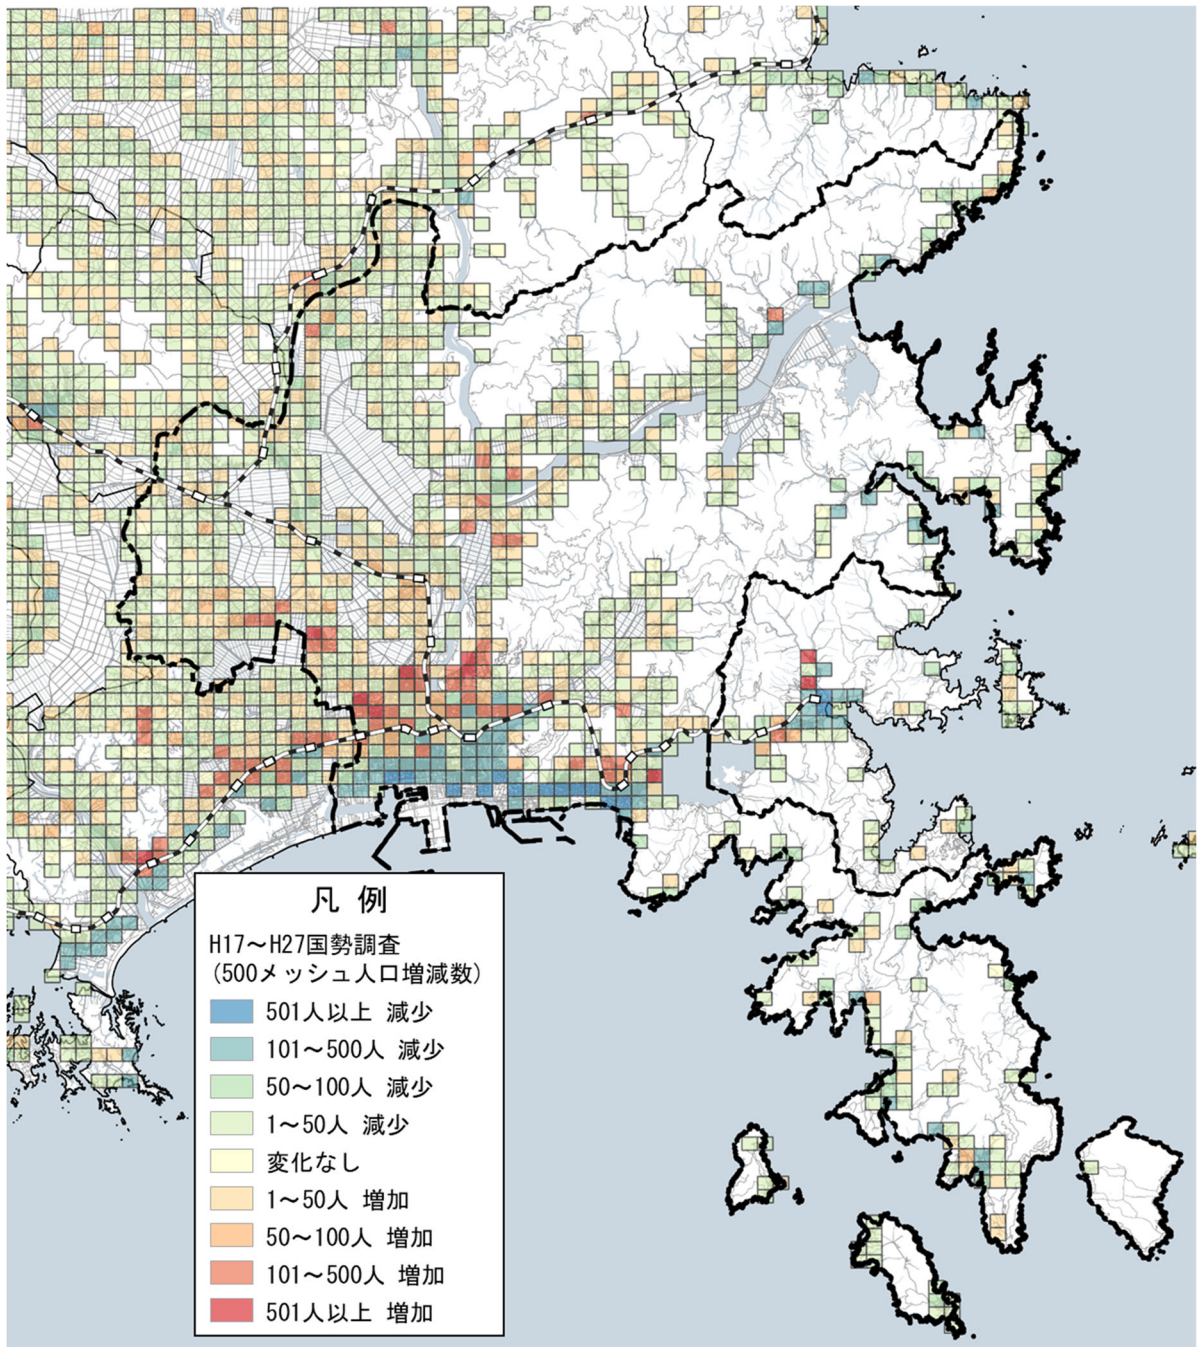 凡 例
H17～H27国勢調査
(500メッシュ人口増減数)
501人以上 減少
101～500人 減少
50～100人 減少
1～50人 減少
変化なし
1～50人 増加
50～100人 増加
101～500人 増加
501人以上 増加